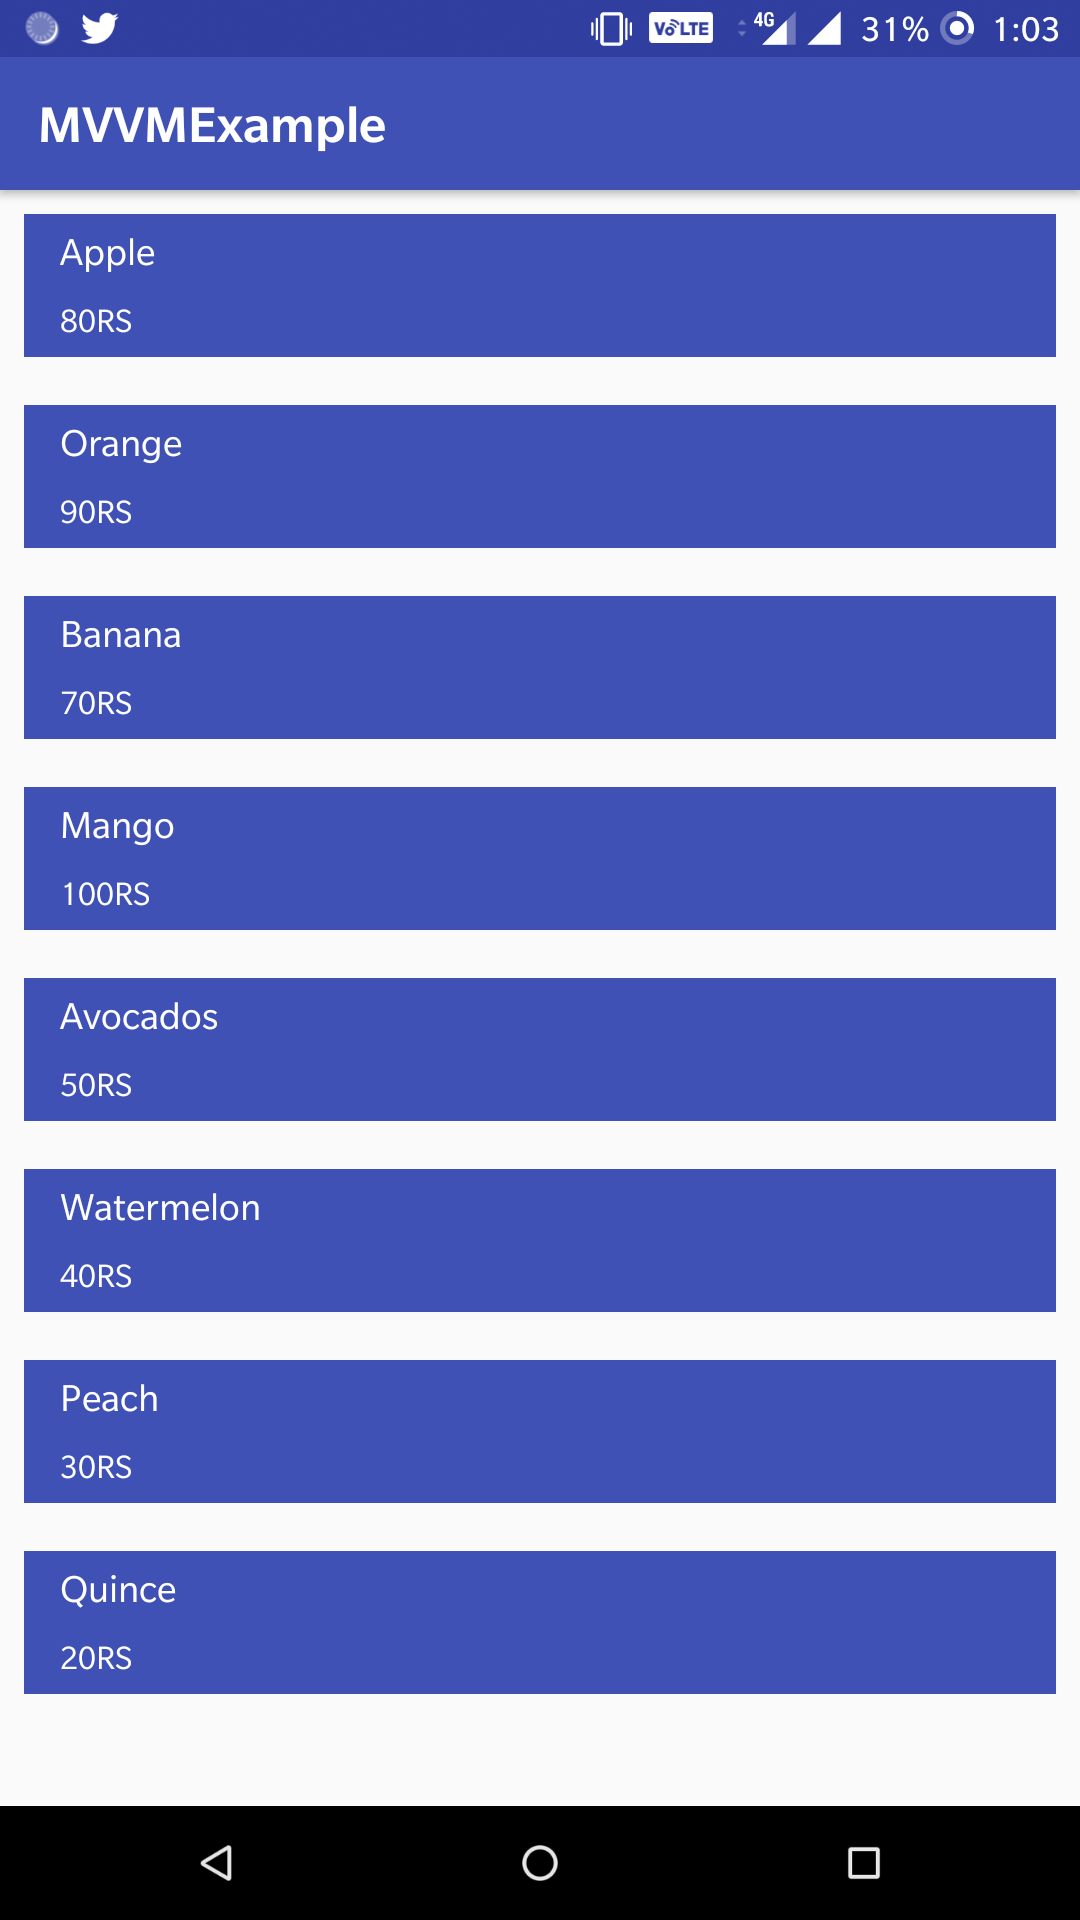 VoLTE 4G 31% 1:03
MVVMExample
Apple
80RS
Orange
90RS
Banana
70RS
Mango
100RS
Avocados
50RS
Watermelon
40RS
Peach
30RS
Quince
20RS